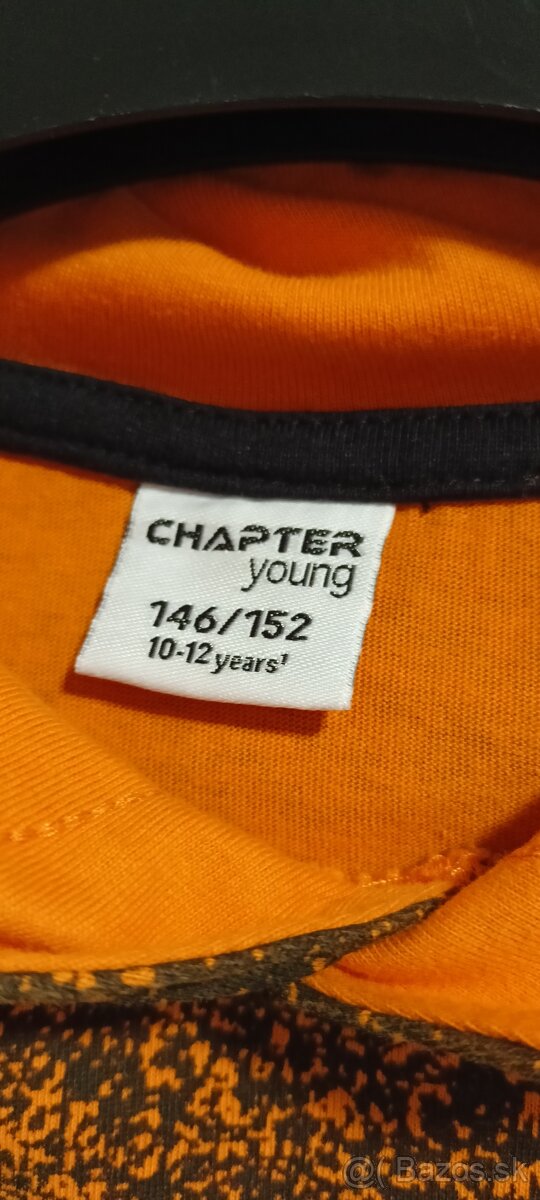 CHAPTER
young
146/152
10-12 years¹
@( Bazos.sk